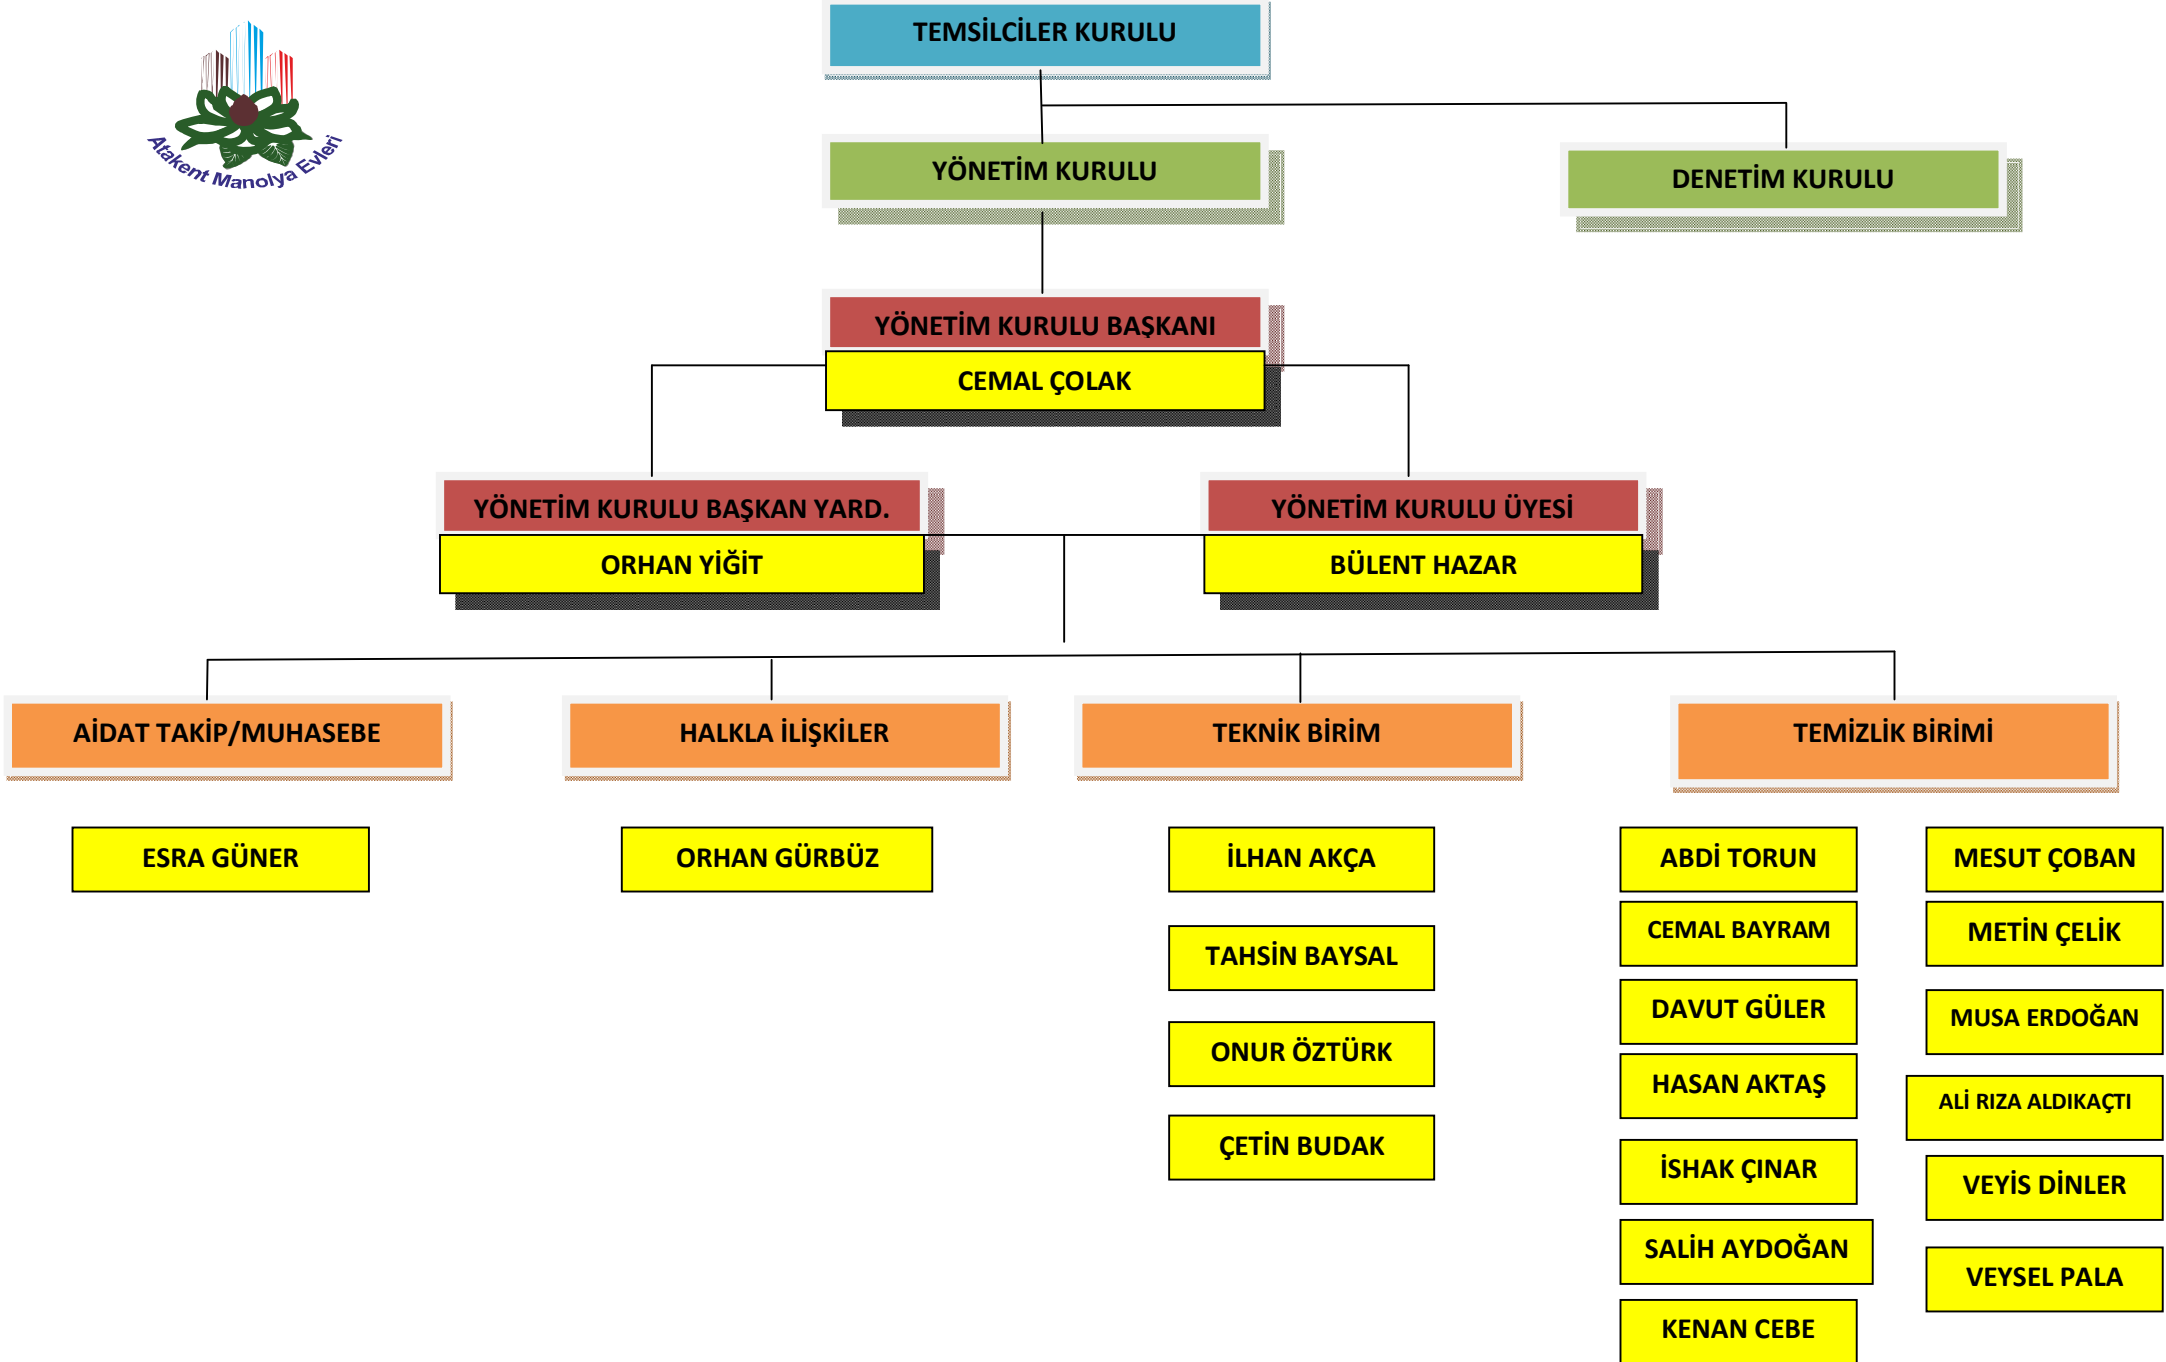 TEMSİLCİLER KURULU
Atakent Manolya Evleri
YÖNETİM KURULU
DENETİM KURULU
YÖNETİM KURULU BAŞKANI
CEMAL ÇOLAK
YÖNETİM KURULU BAŞKAN YARD.
YÖNETİM KURULU ÜYESİ
ORHAN YİĞİT
BÜLENT HAZAR
AİDAT TAKİP/MUHASEBE
HALKLA İLİŞKİLER
TEKNİK BİRİM
TEMİZLİK BİRİMİ
ESRA GÜNER
ORHAN GÜRBÜZ
İLHAN AKÇA
TAHSİN BAYSAL
ONUR ÖZTÜRK
ÇETİN BUDAK
ABDİ TORUN
CEMAL BAYRAM
DAVUT GÜLER
HASAN AKTAŞ
İSHAK ÇINAR
SALİH AYDOĞAN
KENAN CEBE
MESUT ÇOBAN
METİN ÇELİK
MUSA ERDOĞAN
ALİ RIZA ALDIKAÇTI
VEYİS DİNLER
VEYSEL PALA